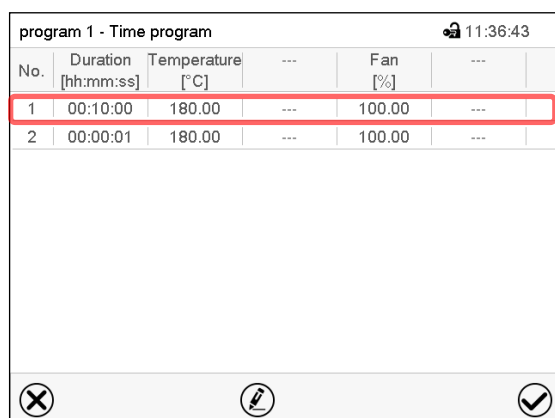 program 1 - Time program 11:36:43
No. Duration [hh:mm:ss] Temperature [°C] --- Fan [%] ---
1 00:10:00 180.00 --- 100.00 ---
2 00:00:01 180.00 --- 100.00 ---